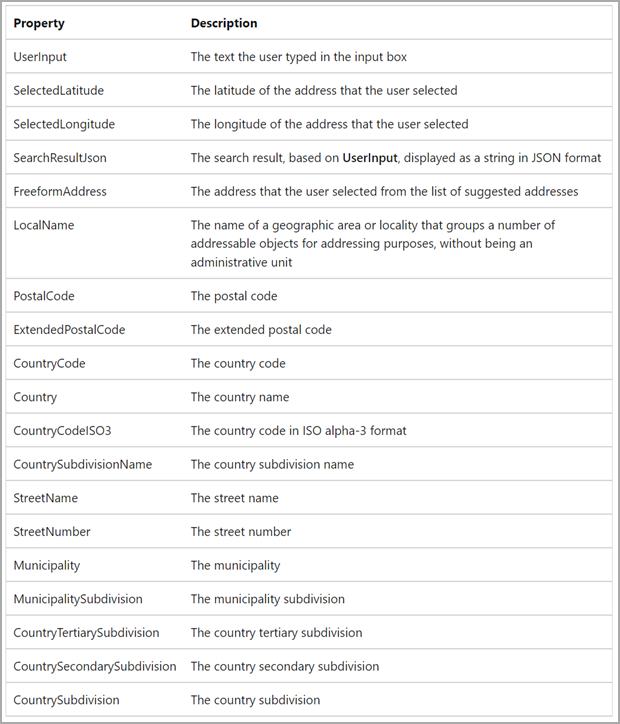 Property Description
UserInput The text the user typed in the input box
SelectedLatitude The latitude of the address that the user selected
SelectedLongitude The longitude of the address that the user selected
SearchResultJson The search result, based on UserInput, displayed as a string in JSON format
FreeformAddress The address that the user selected from the list of suggested addresses
LocalName The name of a geographic area or locality that groups a number of
addressable objects for addressing purposes, without being an
administrative unit
PostalCode The postal code
ExtendedPostalCode The extended postal code
CountryCode The country code
Country The country name
CountryCodeISO3 The country code in ISO alpha-3 format
CountrySubdivisionName The country subdivision name
StreetName The street name
StreetNumber The street number
Municipality The municipality
MunicipalitySubdivision The municipality subdivision
CountryTertiarySubdivision The country tertiary subdivision
CountrySecondarySubdivision The country secondary subdivision
CountrySubdivision The country subdivision